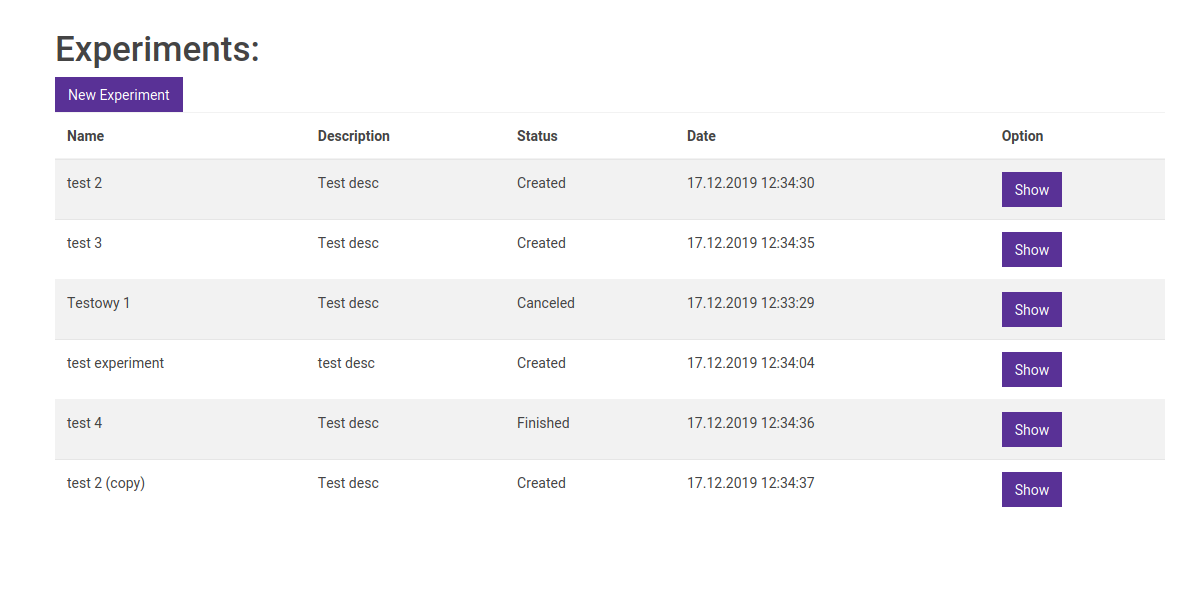 Experiments:
New Experiment
Name Description Status Date Option
test 2 Test desc Created 17.12.2019 12:34:30 Show
test 3 Test desc Created 17.12.2019 12:34:35 Show
Testowy 1 Test desc Canceled 17.12.2019 12:33:29 Show
test experiment test desc Created 17.12.2019 12:34:04 Show
test 4 Test desc Finished 17.12.2019 12:34:36 Show
test 2 (copy) Test desc Created 17.12.2019 12:34:37 Show